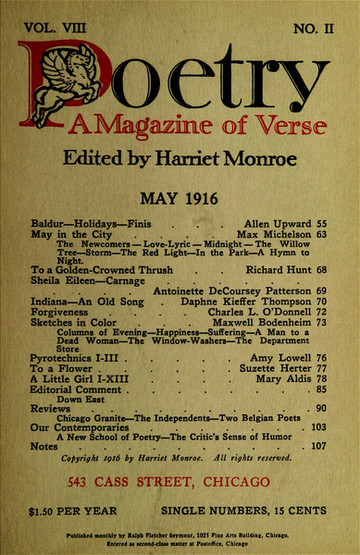 VOL. VIII NO. II
Poetry
A Magazine of Verse
Edited by Harriet Monroe
MAY 1916
Baldur—Holidays—Finis . . . Allen Upward 55
May in the City . . . . . Max Michelson 63
The Newcomers—Love-Lyric—Midnight—The Willow
Tree—Storm—The Red Light—In the Park—A Hymn to
Night.
To a Golden-Crowned Thrush . . Richard Hunt 68
Sheila Eileen—Carnage . . . . .
Antoinette DeCoursey Patterson 69
Indiana—An Old Song Daphne Kieffer Thompson 70
Forgiveness . . . . Charles L. O'Donnell 72
Sketches in Color . . . Maxwell Bodenheim 73
Columns of Evening—Happiness—Suffering—A Man to a
Dead Woman—The Window-Washers—The Department
Store
Pyrotechnics I-III . . . . . Amy Lowell 76
To a Flower . . . . . Suzette Herter 77
A Little Girl I-XIII . . . . Mary Aldis 78
Editorial Comment . . . . . . . 85
Down East
Reviews . . . . . . . . 90
Chicago Granite—The Independents—Two Belgian Poets
Our Contemporaries . . . . . . 103
A New School of Poetry—The Critic's Sense of Humor
Notes . . . . . . . . 107
Copyright 1916 by Harriet Monroe. All rights reserved.
543 CASS STREET, CHICAGO
$1.50 PER YEAR SINGLE NUMBERS, 15 CENTS
Published monthly by Ralph Fletcher Seymour, 1025 Fine Arts Building, Chicago.
Entered as second-class matter at Postoffice, Chicago